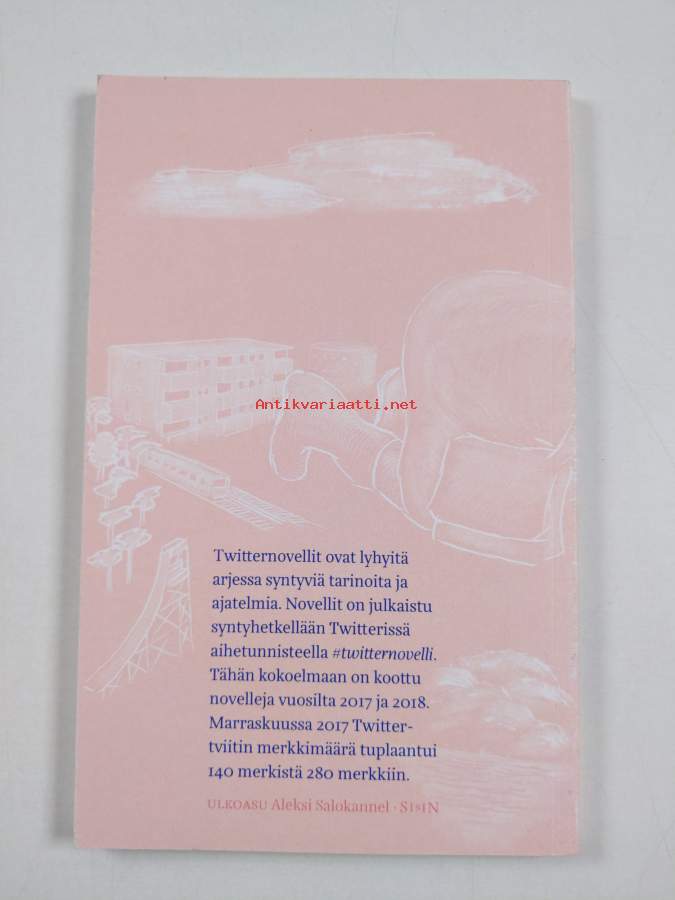 Antikvariaatti.net
Twitternovellit ovat lyhyitä
arjessa syntyviä tarinoita ja
ajatelmia. Novellit on julkaistu
syntyhetkellään Twitterissä
aihetunnisteella #twitternovelli.
Tähän kokoelmaan on koottu
novelleja vuosilta 2017 ja 2018.
Marraskuussa 2017 Twitter-
tviitin merkkimäärä tuplaantui
140 merkistä 280 merkkiin.
ULKOASU Aleksi Salokannel · S1S1N